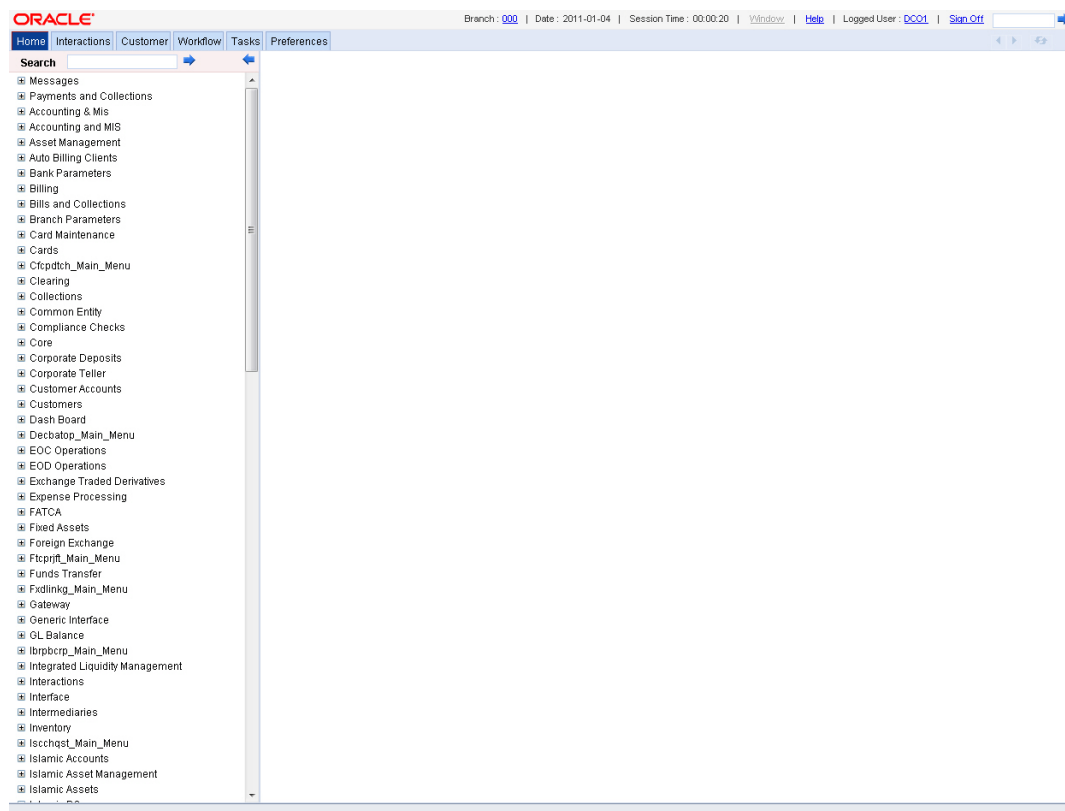 ORACLE
Branch : 000 | Date : 2011-01-04 | Session Time : 00:00:20 | Window | Help | Logged User : DCO1 | Sign Off
Home Interactions Customer Workflow Tasks Preferences
Search
Messages
Payments and Collections
Accounting & Mis
Accounting and MIS
Asset Management
Auto Billing Clients
Bank Parameters
Billing
Bills and Collections
Branch Parameters
Card Maintenance
Cards
Cfcpdtch_Main_Menu
Clearing
Collections
Common Entity
Compliance Checks
Core
Corporate Deposits
Corporate Teller
Customer Accounts
Customers
Dash Board
Decbatop_Main_Menu
EOC Operations
EOD Operations
Exchange Traded Derivatives
Expense Processing
FATCA
Fixed Assets
Foreign Exchange
Ftcprjft_Main_Menu
Funds Transfer
Fxdlinkg_Main_Menu
Gateway
Generic Interface
GL Balance
Ibrpbcrp_Main_Menu
Integrated Liquidity Management
Interactions
Interface
Intermediaries
Inventory
Iscchqst_Main_Menu
Islamic Accounts
Islamic Asset Management
Islamic Assets